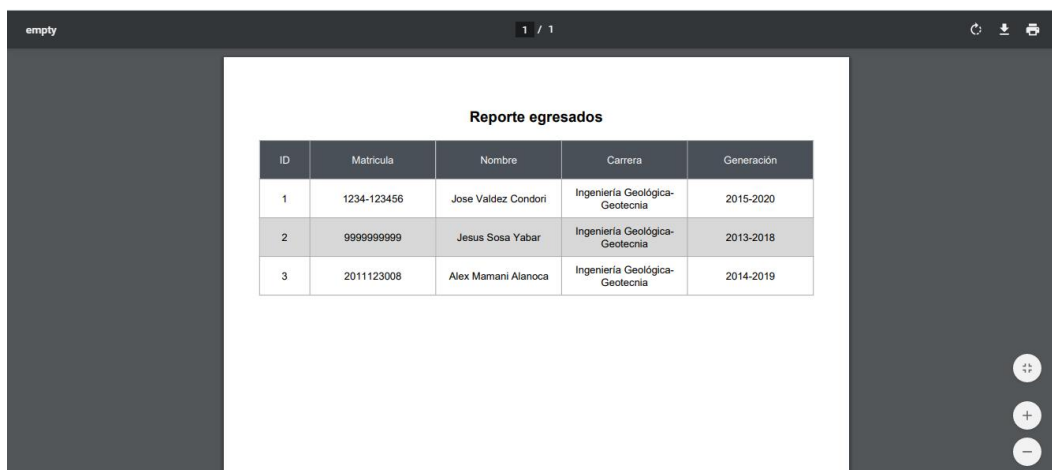 empty
1 / 1
Reporte egresados
ID Matricula Nombre Carrera Generación
1 1234-123456 Jose Valdez Condori Ingeniería Geológica-
Geotecnia 2015-2020
2 9999999999 Jesus Sosa Yabar Ingeniería Geológica-
Geotecnia 2013-2018
3 2011123008 Alex Mamani Alanoca Ingeniería Geológica-
Geotecnia 2014-2019